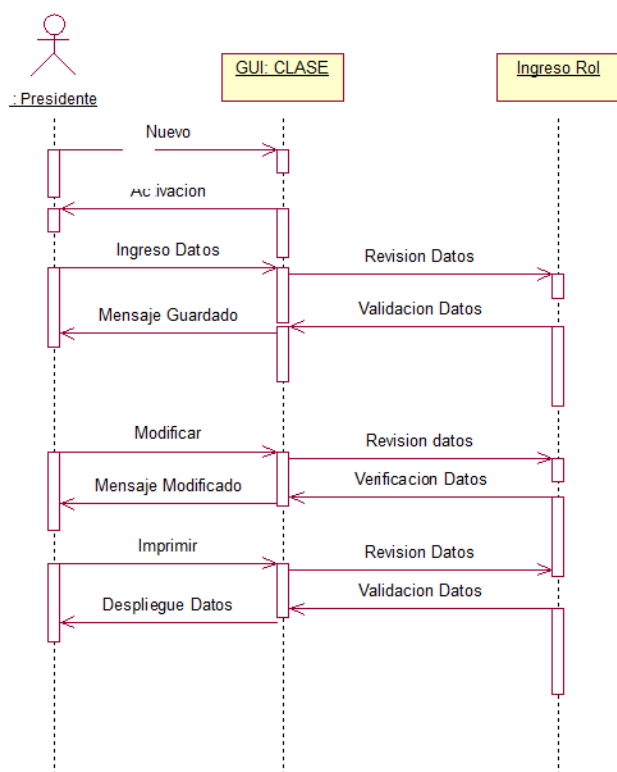 : Presidente
GUI: CLASE
Ingreso Rol
Nuevo
Ingreso Datos
Revision Datos
Mensaje Guardado
Validacion Datos
Modificar
Revision datos
Mensaje Modificado
Verificacion Datos
Imprimir
Revision Datos
Despliegue Datos
Validacion Datos